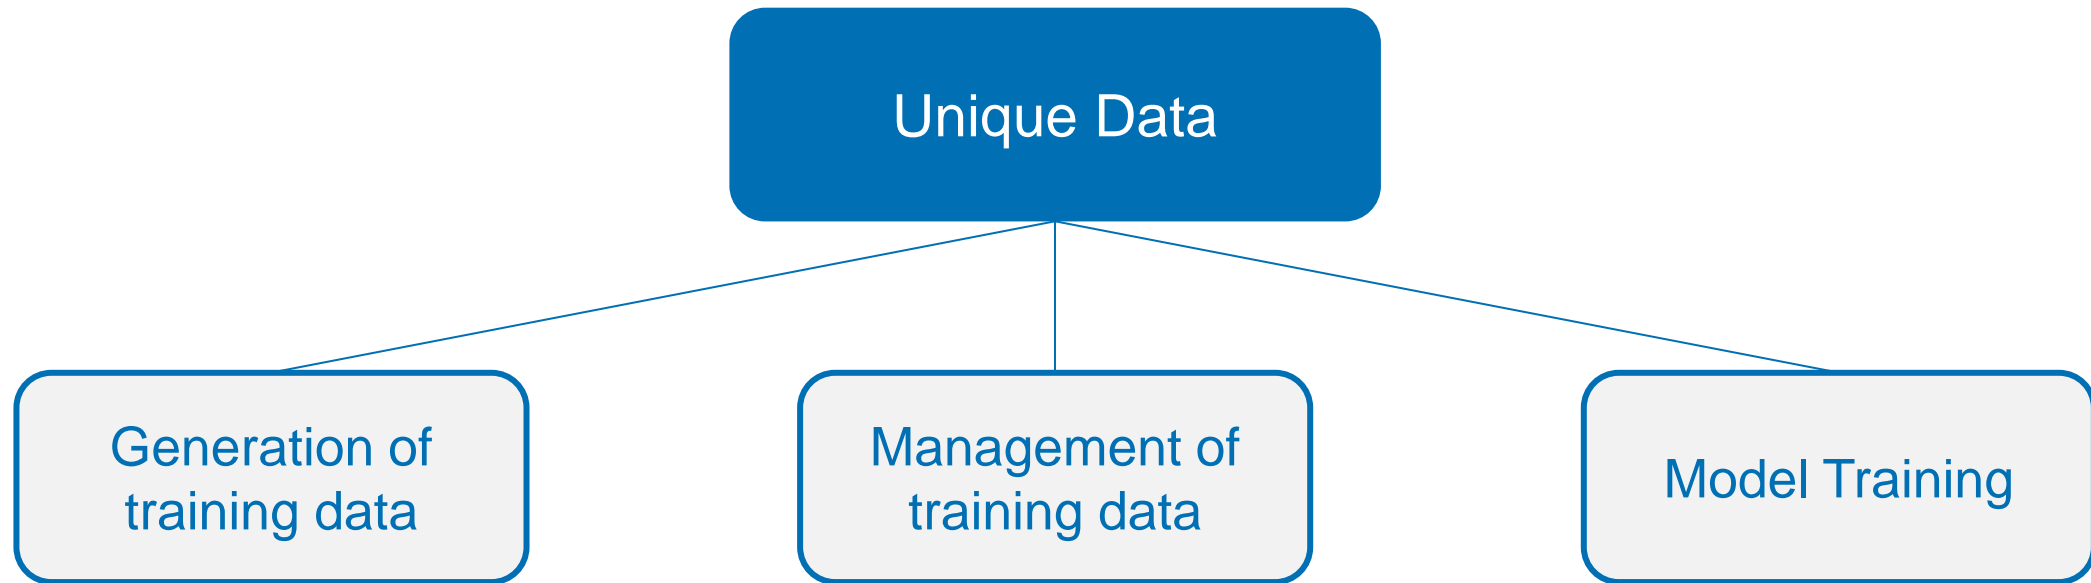 Unique Data
Generation of
training data
Management of
training data
Model Training